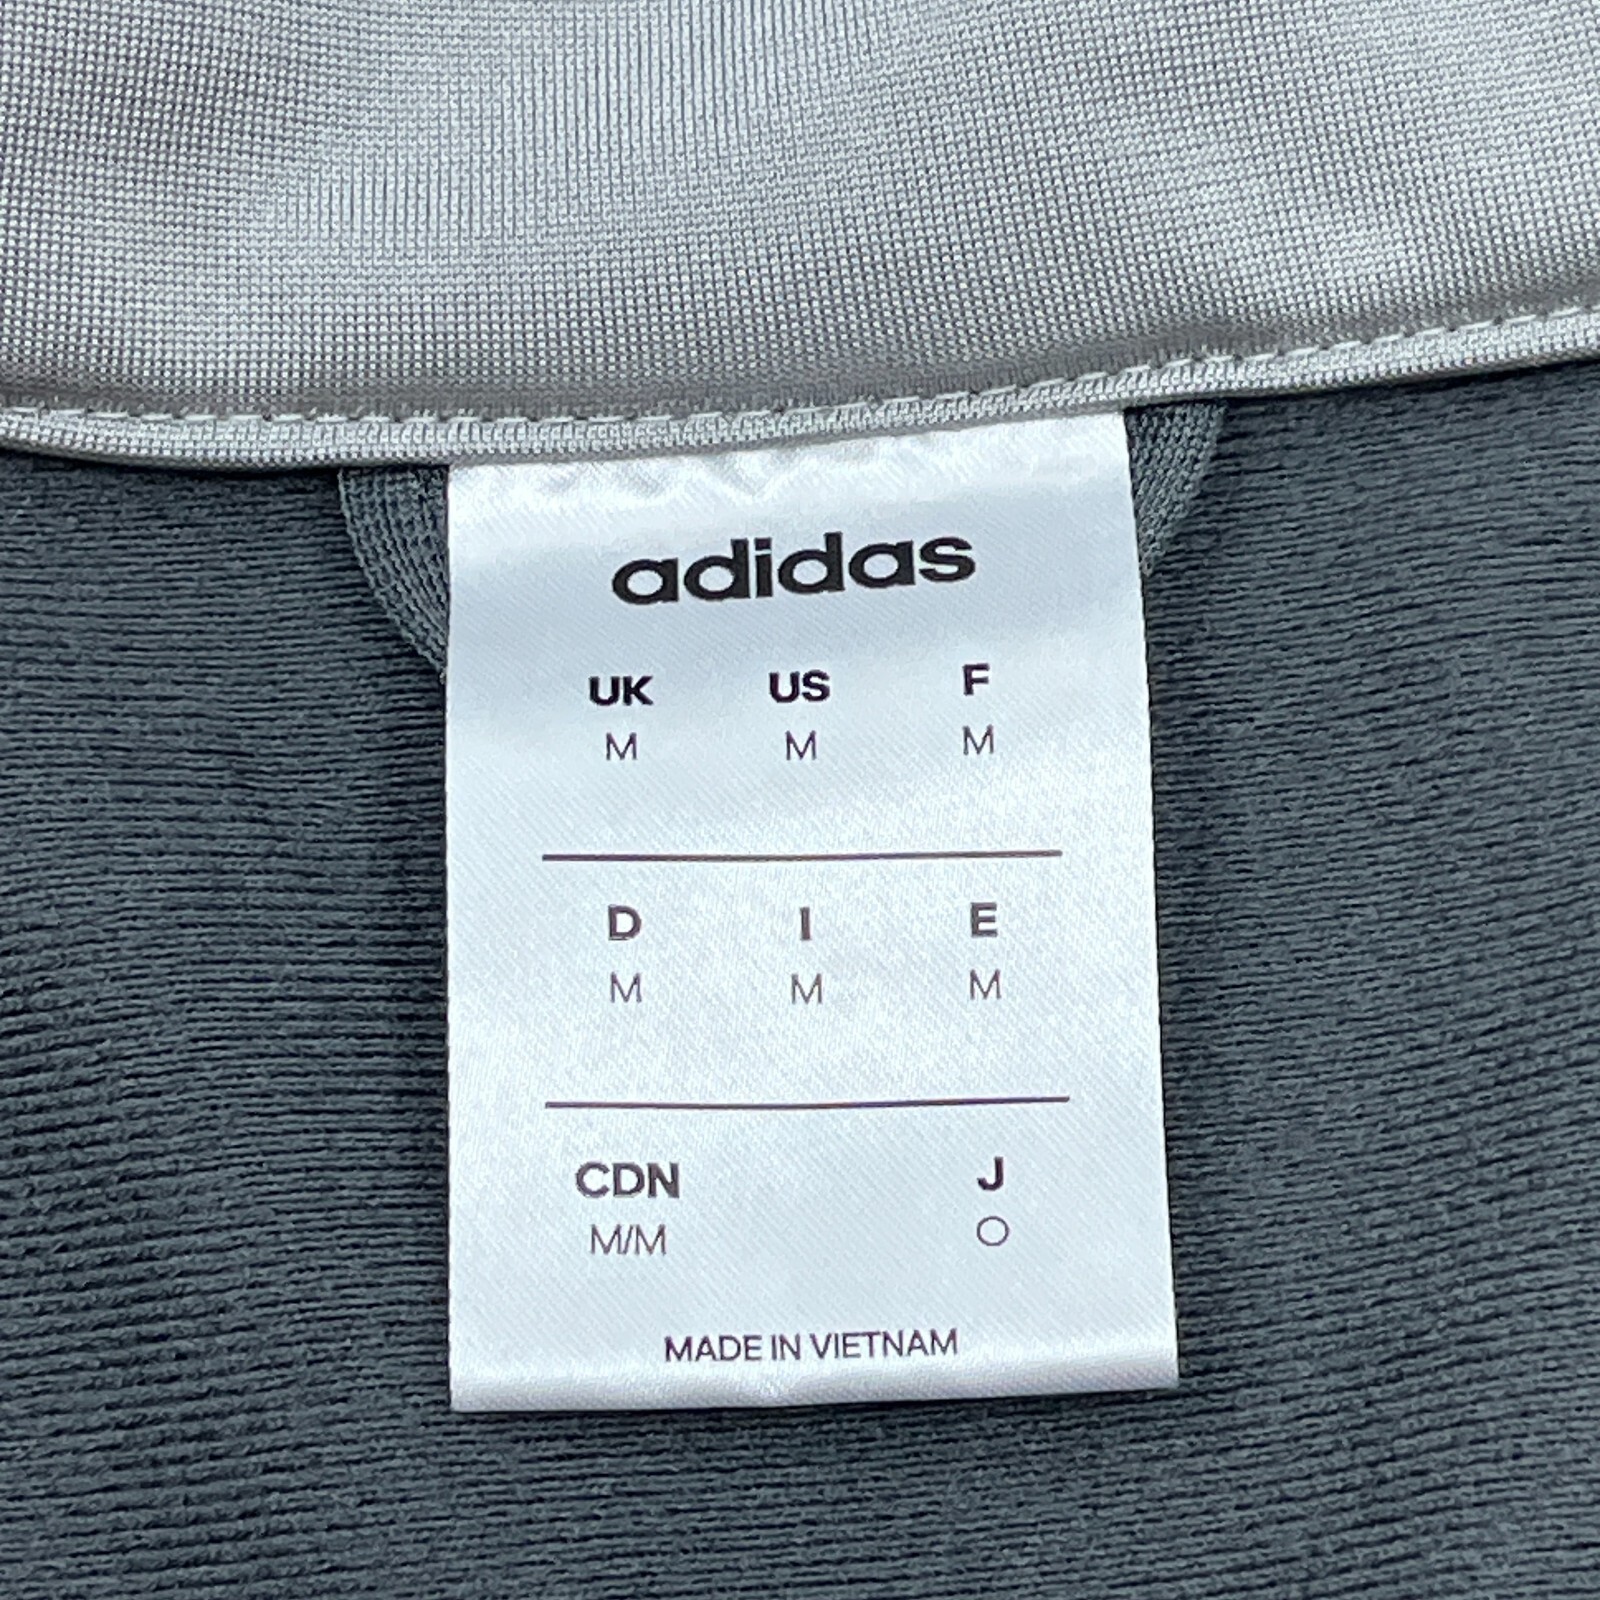 adidas
UK US F
M M M
D I E
M M M
CDN J
M/M O
MADE IN VIETNAM